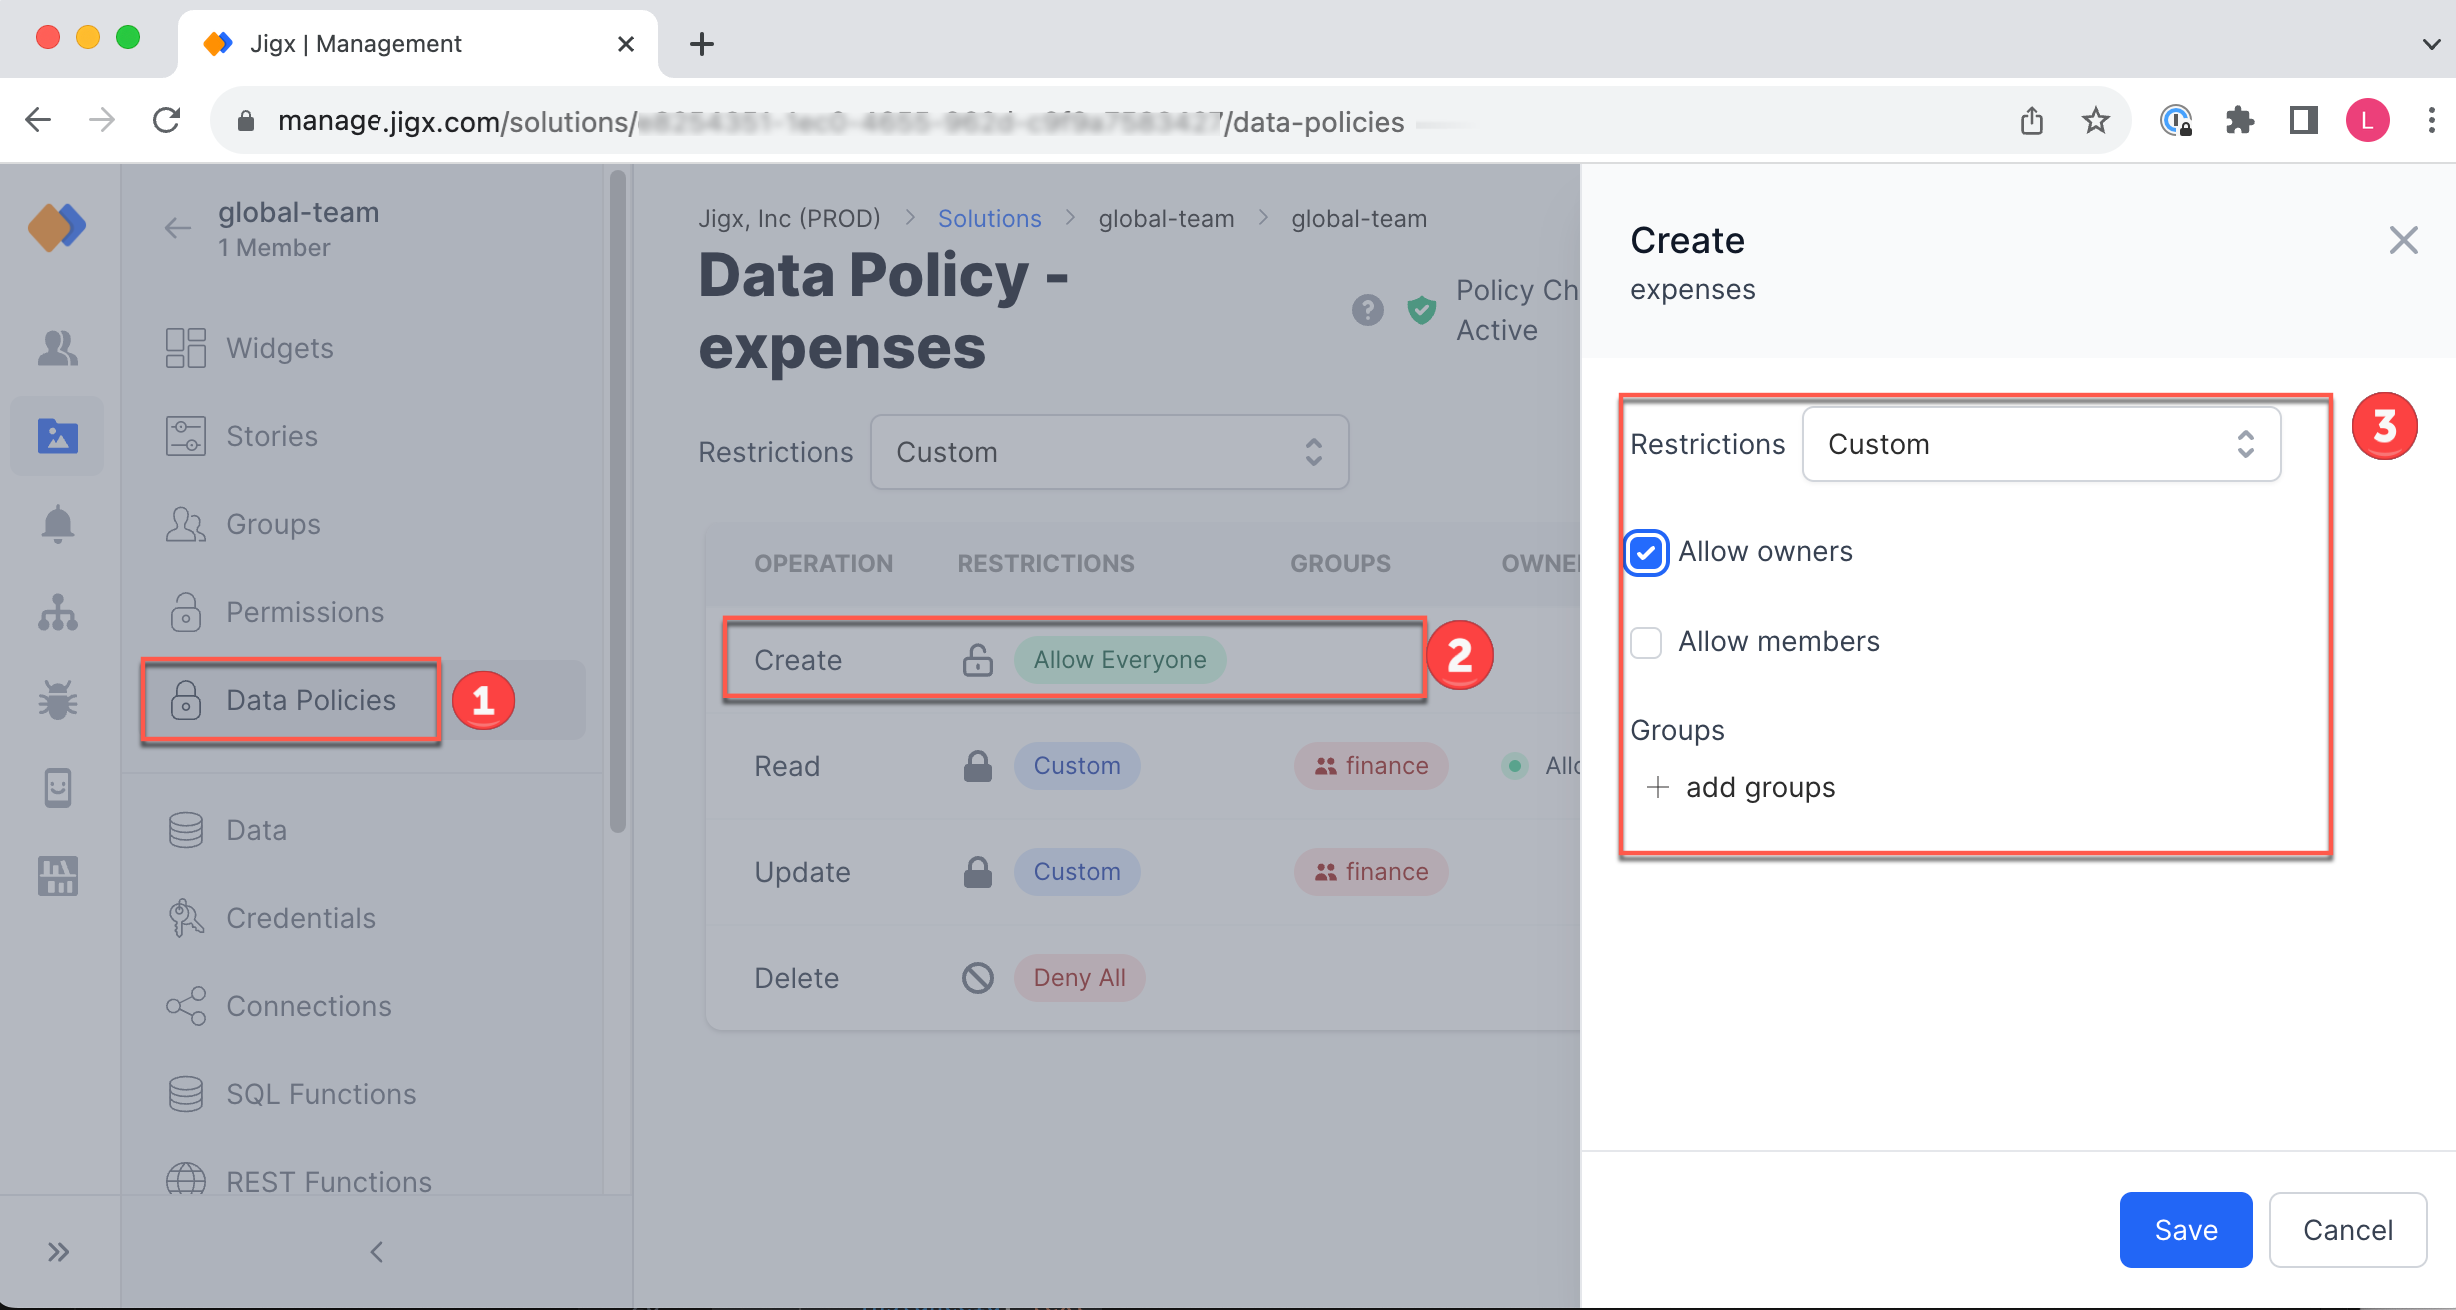 Jigx | Management
manage.jigx.com/solutions/
/data-policies
L
global-team
1 Member
Widgets
Stories
Groups
Permissions
Data Policies
1
Data
Credentials
Connections
SQL Functions
REST Functions
Jigx, Inc (PROD) > Solutions > global-team > global-team
Data Policy -
expenses
?
Policy Ch
Active
Restrictions
Custom
OPERATION RESTRICTIONS GROUPS OWNE
Create Allow Everyone
2
Read Custom finance Allo
Update Custom finance
Delete Deny All
Create
expenses
3
Restrictions
Custom
Allow owners
Allow members
Groups
+ add groups
Save
Cancel